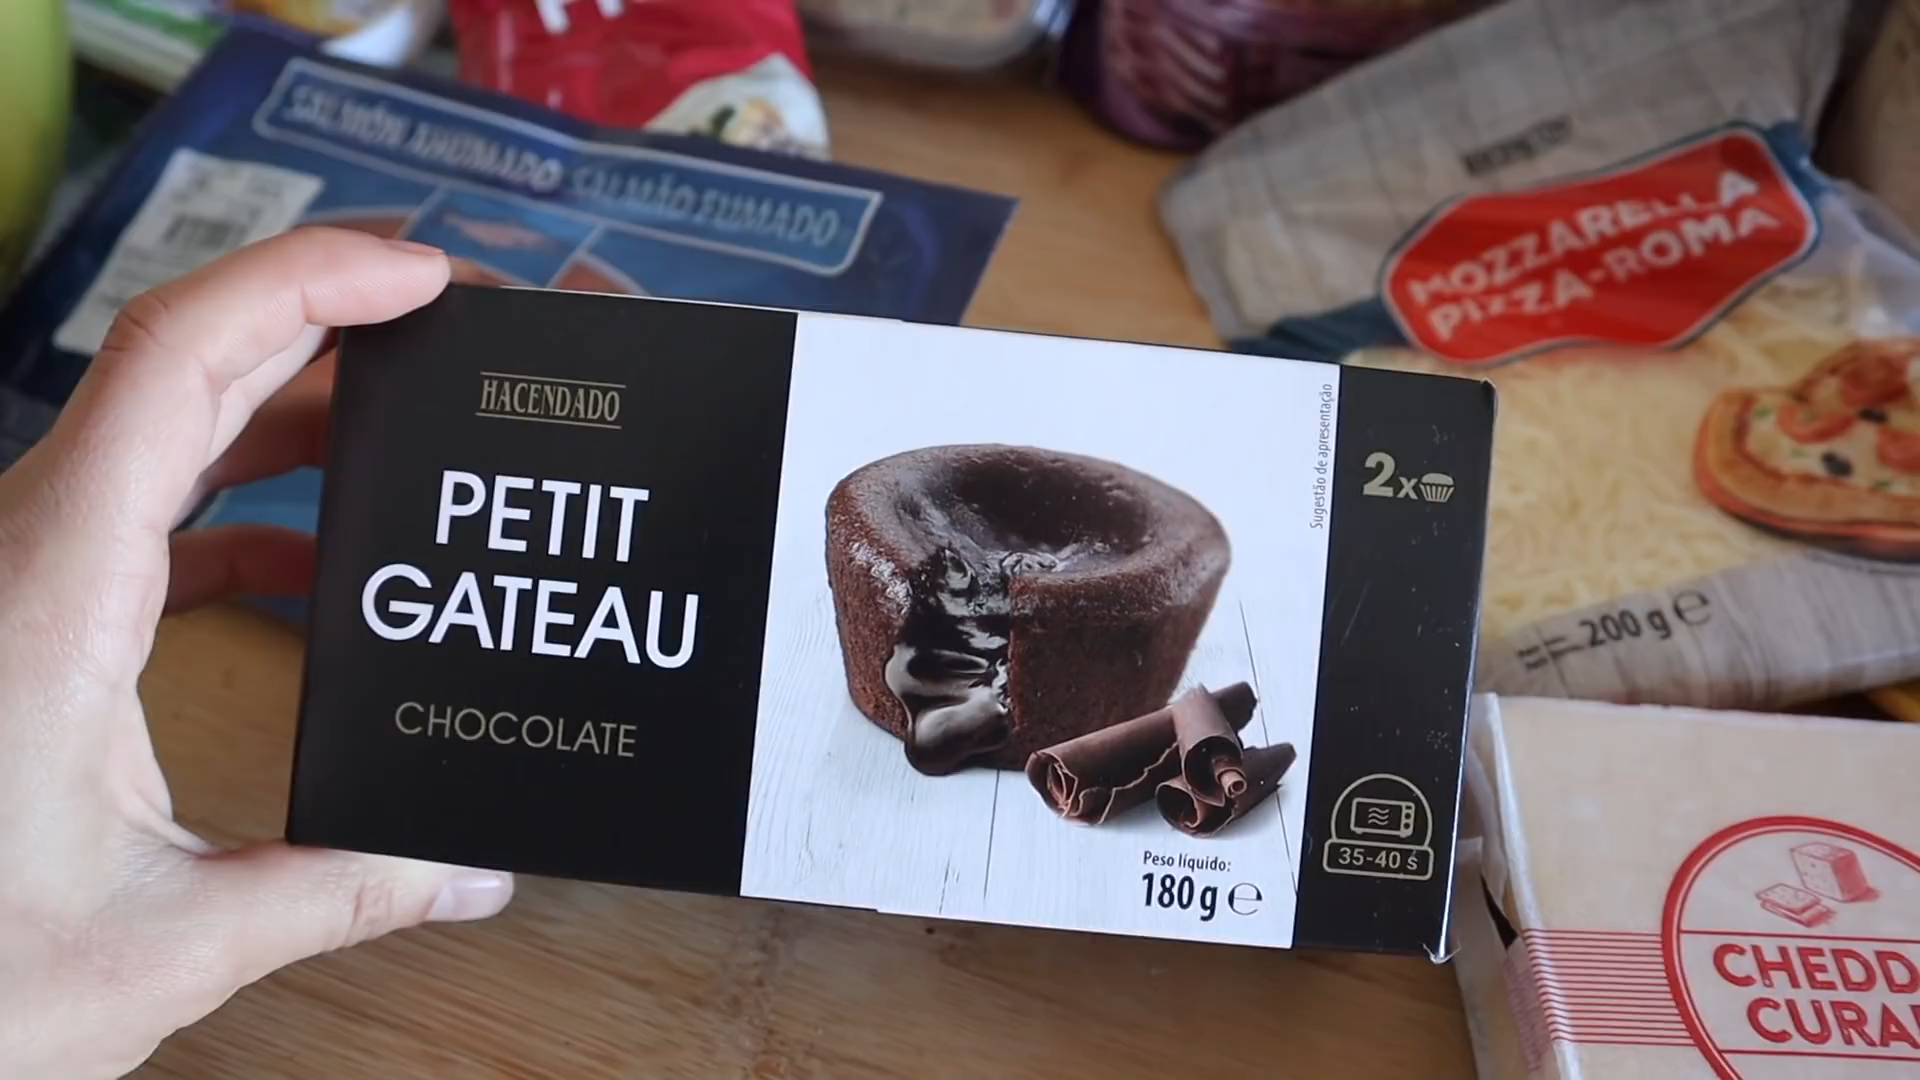 SALMÓN AHUMADO SALMÃO FUMADO
MOZZARELLA
PIZZA-ROMA
200 g ℮
HACENDADO
PETIT
GATEAU
CHOCOLATE
Sugestão de apresentação
2x
35-40 s
Peso líquido:
180 g ℮
CHEDD
CURA